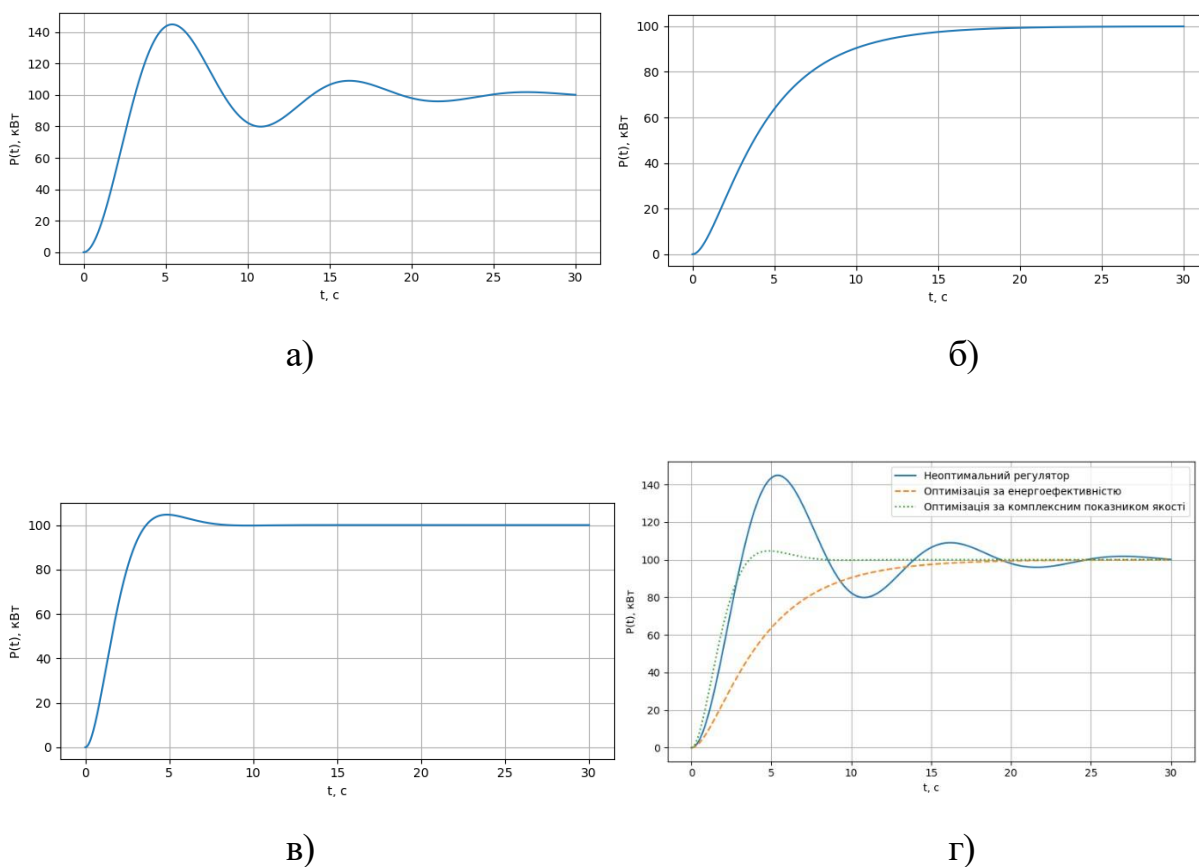 140
120
100
80
60
40
20
0
P(t), кВт
0 5 10 15 20 25 30
t, с
а)
100
80
60
40
20
0
P(t), кВт
0 5 10 15 20 25 30
t, с
б)
100
80
60
40
20
0
P(t), кВт
0 5 10 15 20 25 30
t, с
в)
Неоптимальний регулятор
Оптимізація за енергоефективністю
Оптимізація за комплексним показником якості
140
120
100
80
60
40
20
0
P(t), кВт
0 5 10 15 20 25 30
t, с
г)